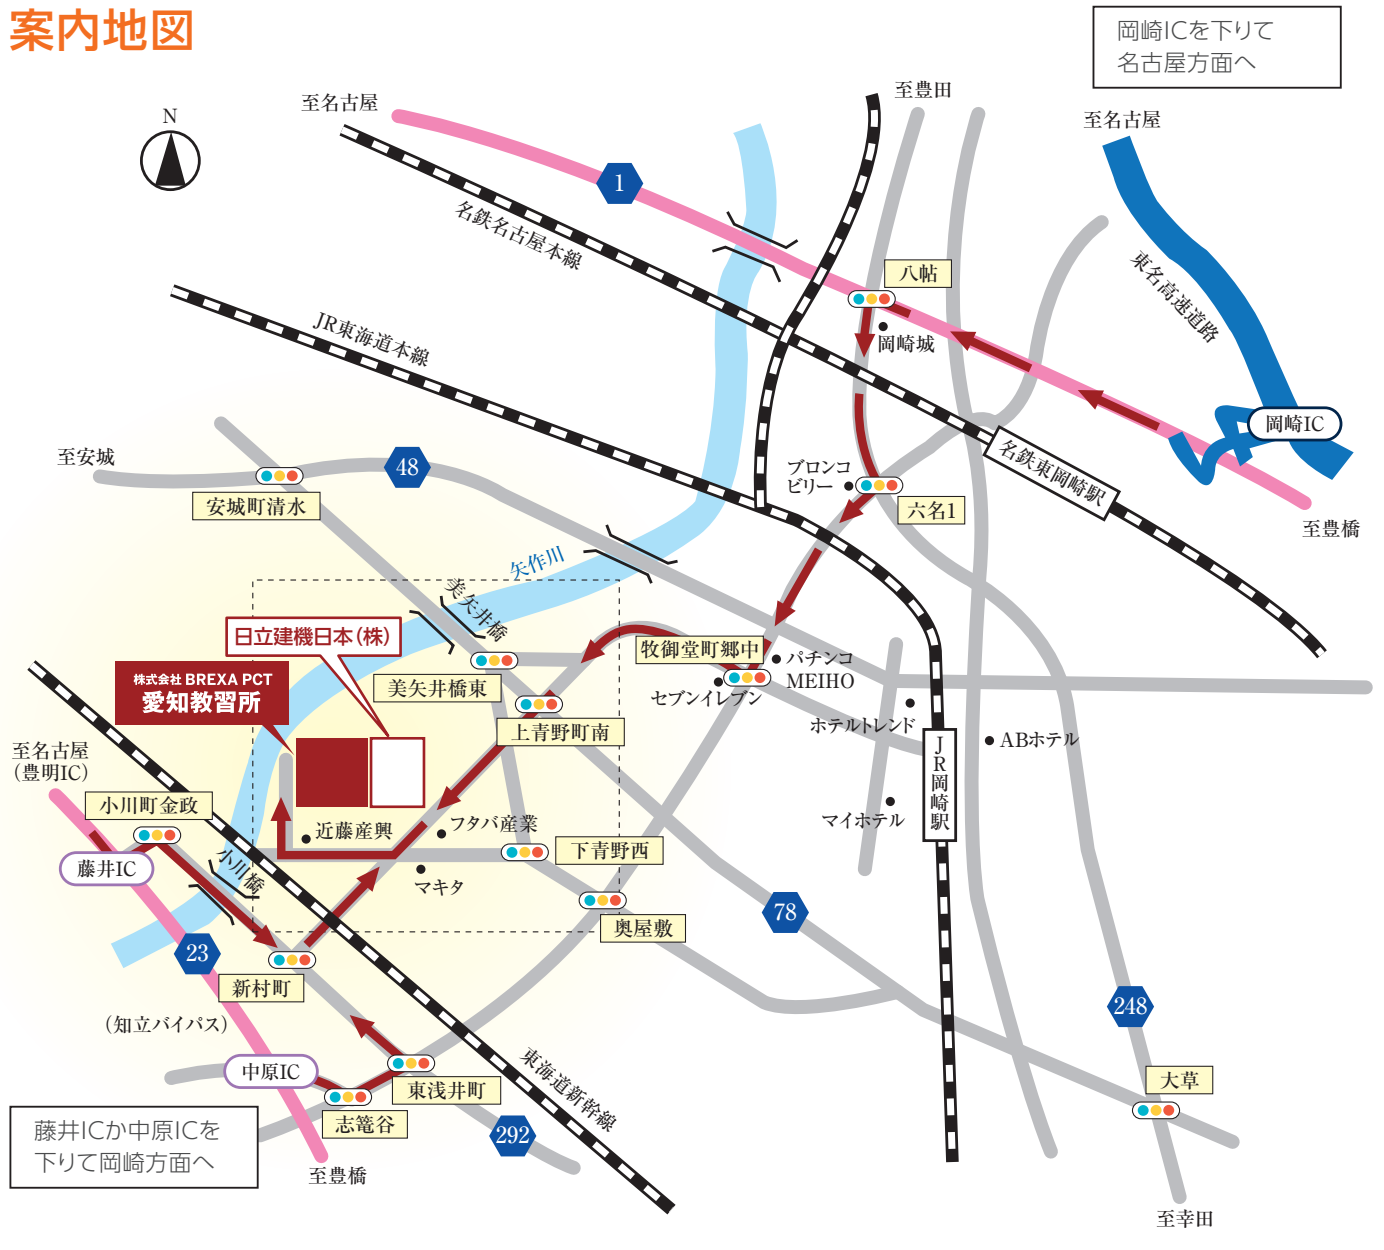 案内地図
岡崎ICを下りて
名古屋方面へ
N
至名古屋
至豊田
至名古屋
1
名鉄名古屋本線
東名高速道路
八帖
岡崎城
JR東海道本線
岡崎IC
至安城
48
安城町清水
ブロンコ
ビリー
六名1
名鉄東岡崎駅
至豊橋
矢作川
美矢井橋
日立建機日本(株)
株式会社 BREXA PCT
愛知教習所
美矢井橋東
牧御堂町郷中
パチンコ
MEIHO
セブンイレブン
上青野町南
ホテルトレンド
ABホテル
JR岡崎駅
マイホテル
至名古屋
(豊明IC)
小川町金政
藤井IC
小川橋
近藤産興
フタバ産業
マキタ
下青野西
奥屋敷
78
23
新村町
(知立バイパス)
中原IC
東浅井町
志篭谷
東海道新幹線
292
248
大草
藤井ICか中原ICを
下りて岡崎方面へ
至豊橋
至幸田